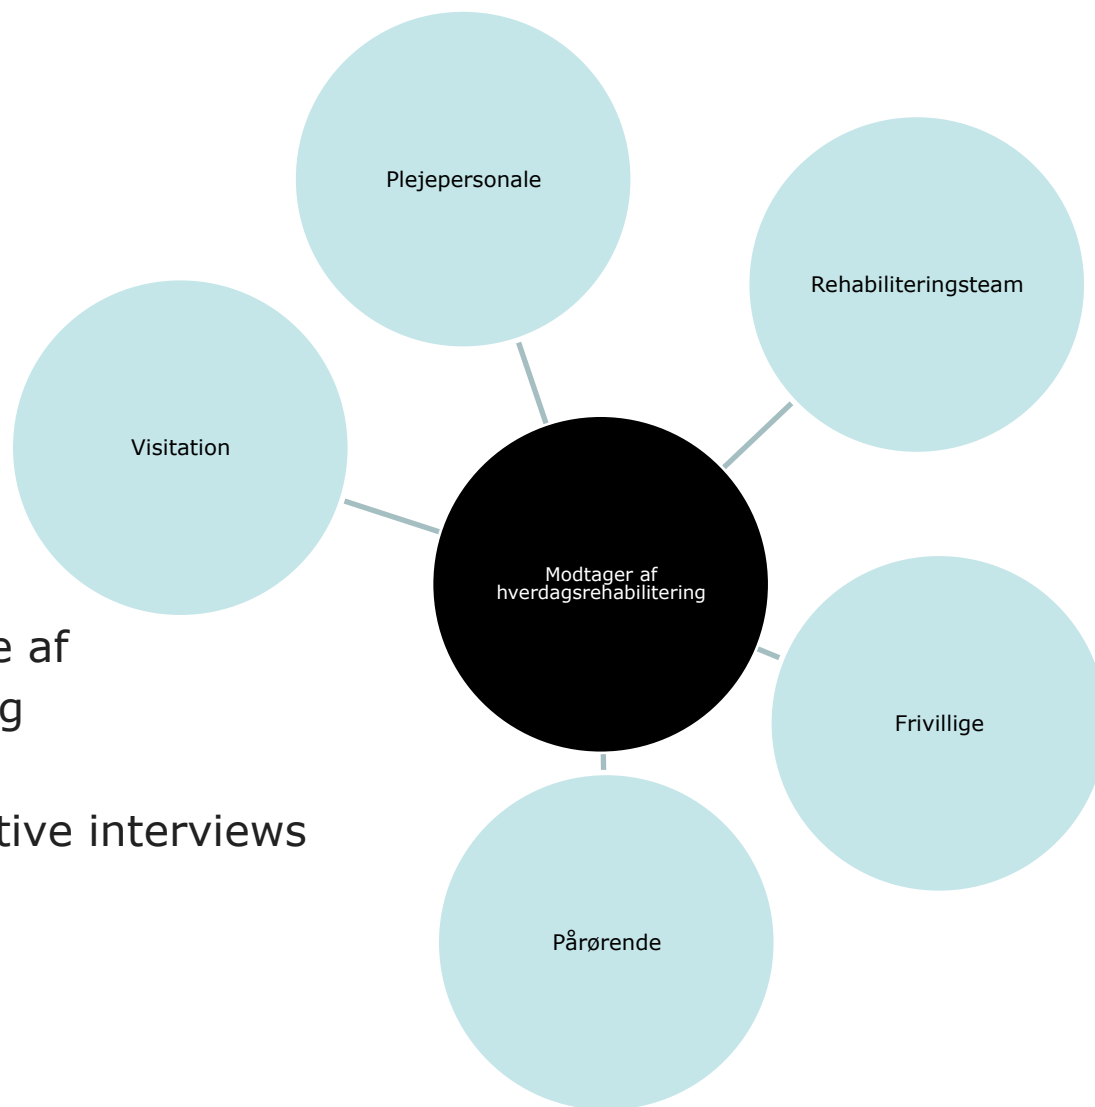 Plejepersonale
Rehabiliteringsteam
Visitation
Modtager af
hverdagsrehabilitering
e af
g
Frivillige
tive interviews
Pårørende